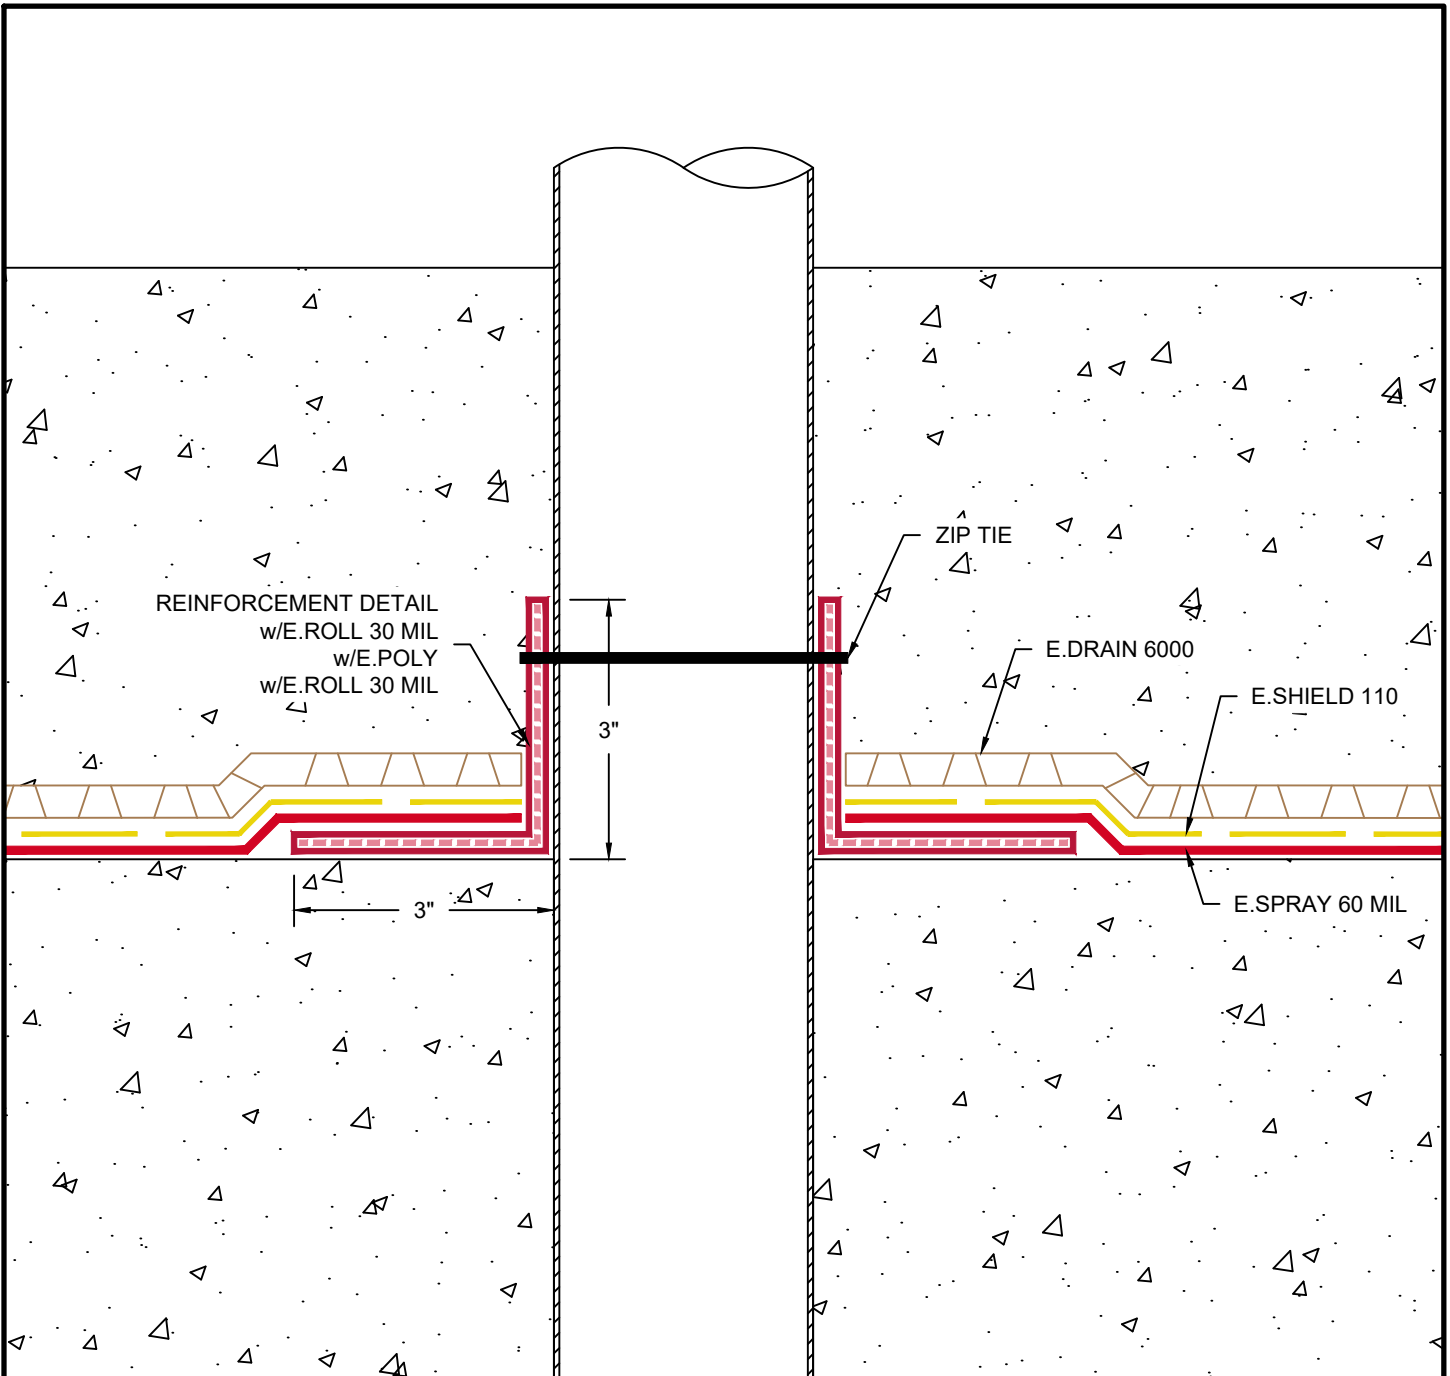 ZIP TIE
REINFORCEMENT DETAIL
w/E.ROLL 30 MIL
w/E.POLY
w/E.ROLL 30 MIL
E.DRAIN 6000
E.SHIELD 110
3"
3"
E.SPRAY 60 MIL